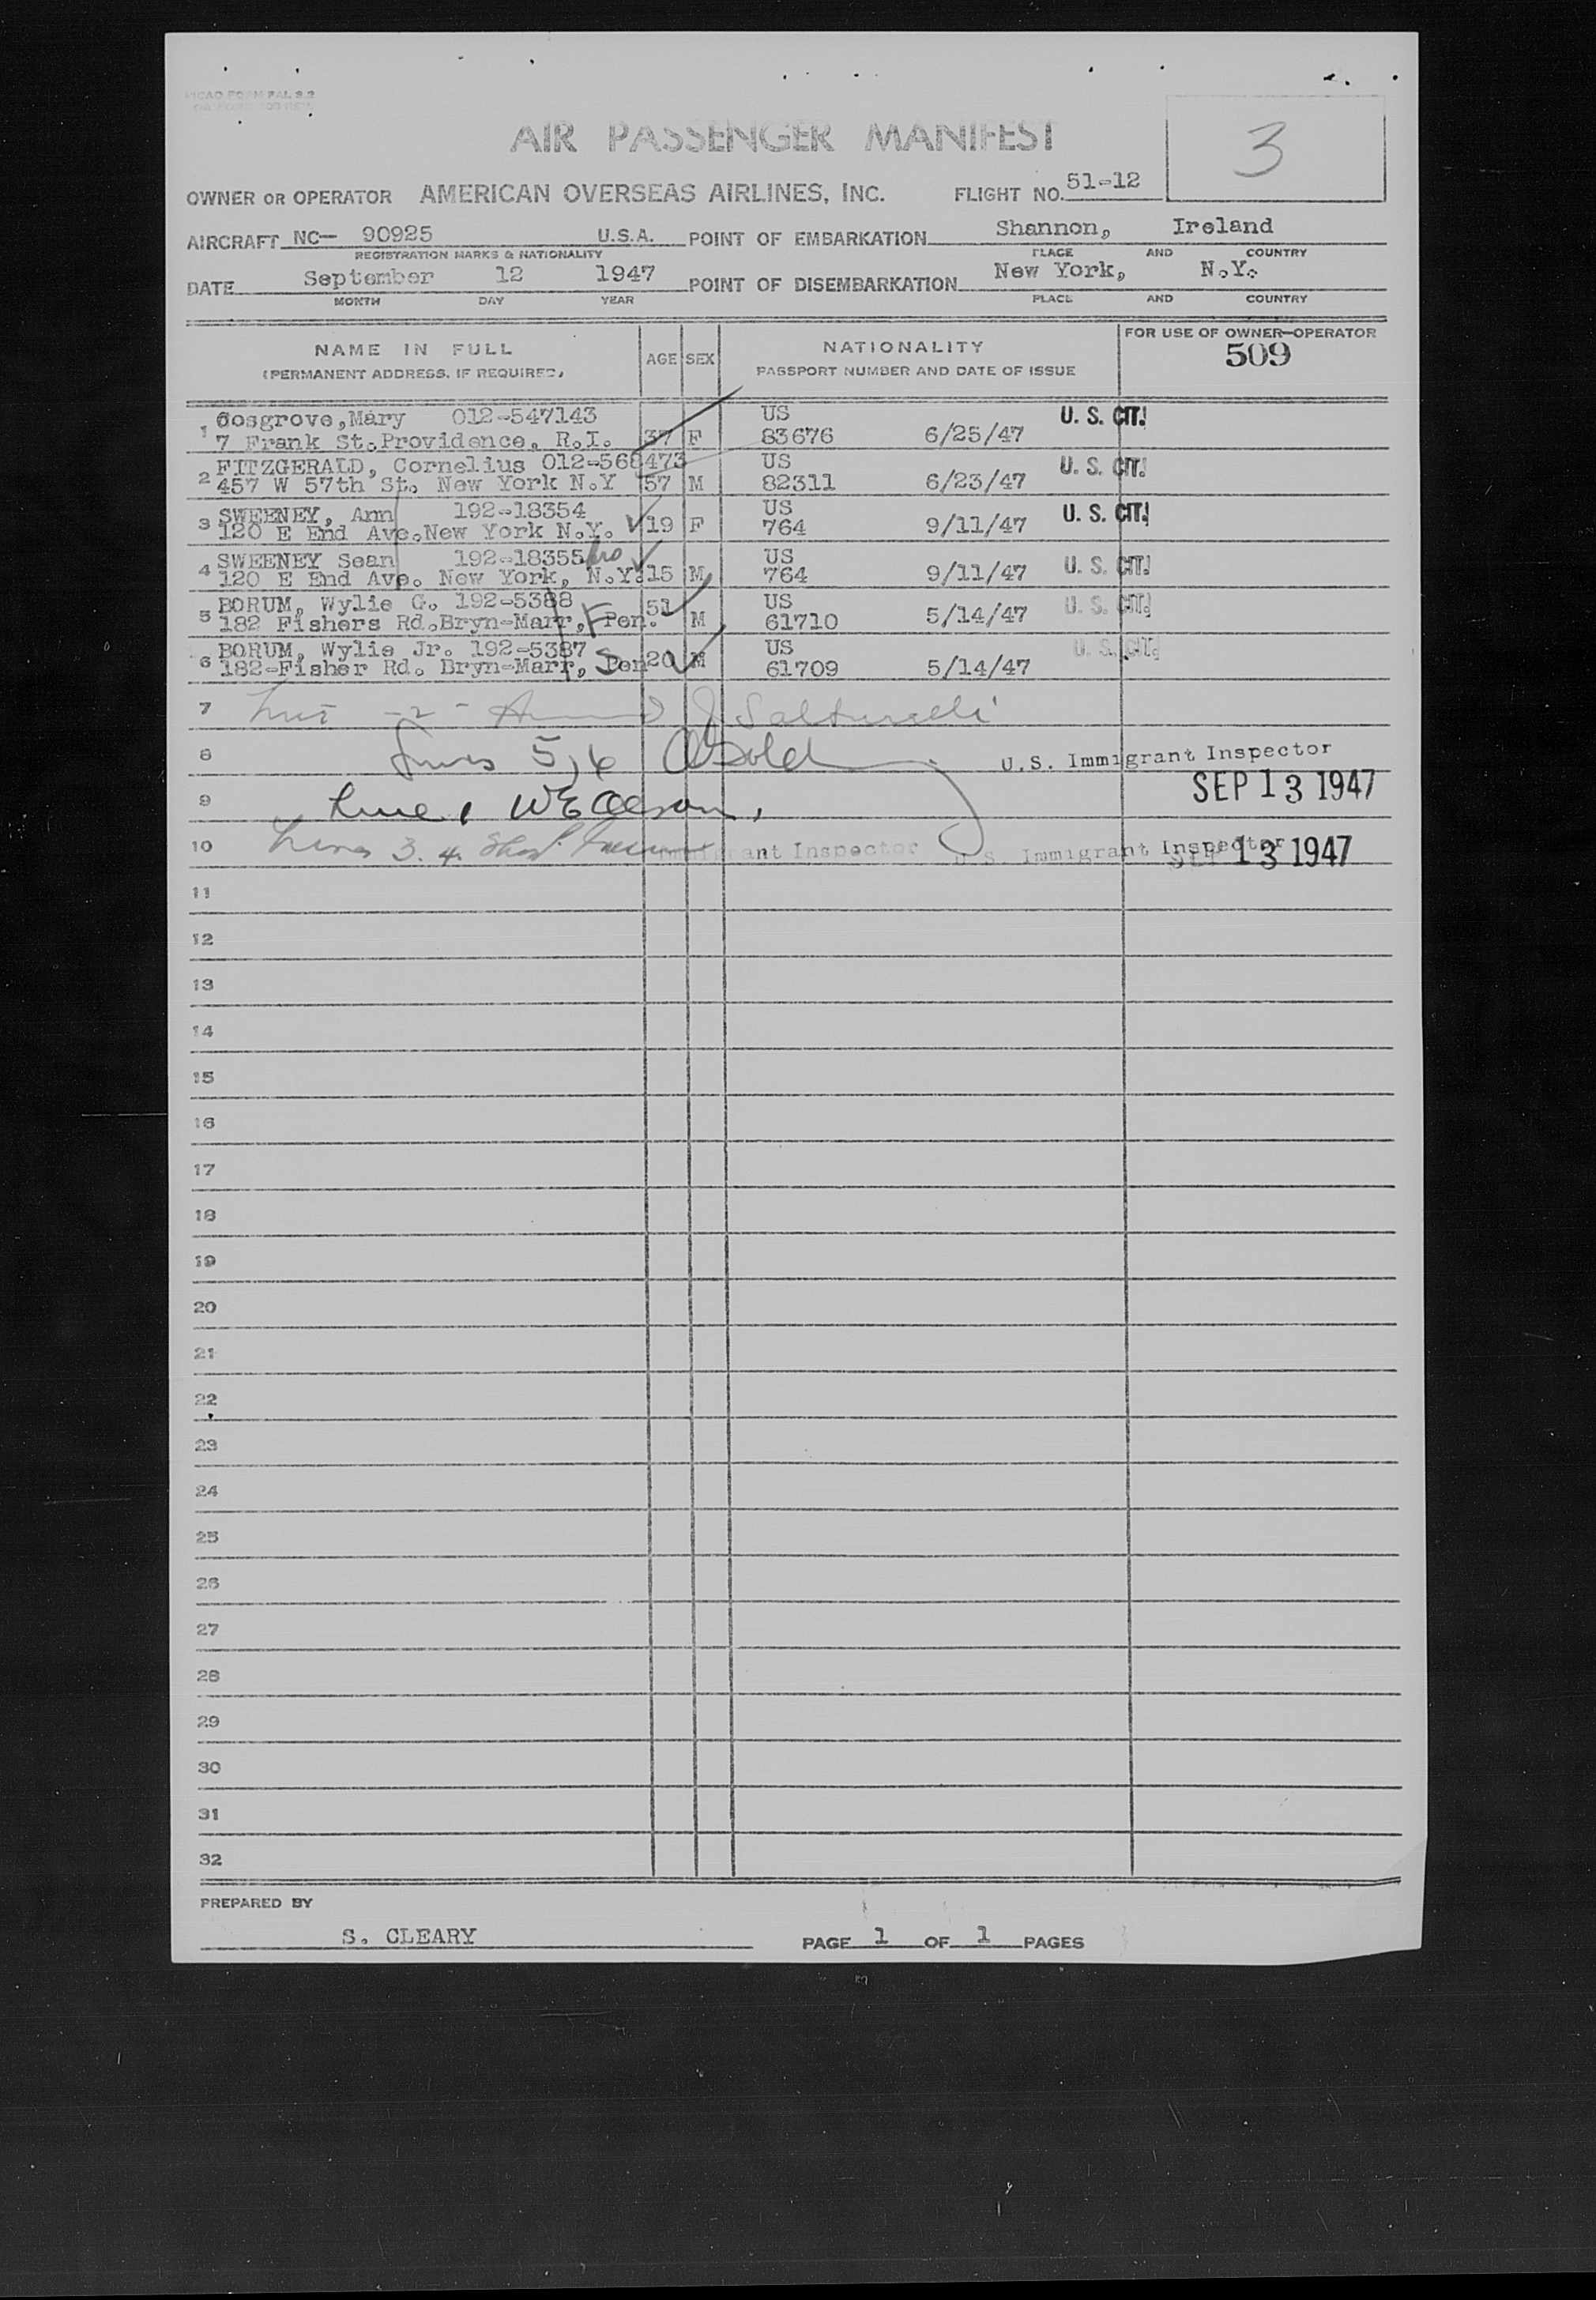 ICAO FORM FAL 2.2
AIR PASSENGER MANIFEST
3
OWNER OR OPERATOR AMERICAN OVERSEAS AIRLINES, INC. FLIGHT NO. 51-12
AIRCRAFT NC— 90925 U.S.A. POINT OF EMBARKATION Shannon, Ireland
REGISTRATION MARKS & NATIONALITY PLACE AND COUNTRY
DATE September 12 1947 POINT OF DISEMBARKATION New York, N.Y.
MONTH DAY YEAR PLACE AND COUNTRY
NAME IN FULL
(PERMANENT ADDRESS, IF REQUIRED)
AGE SEX
NATIONALITY
PASSPORT NUMBER AND DATE OF ISSUE
FOR USE OF OWNER-OPERATOR
509
1 Cosgrove,Mary 012-547143 US U. S. CIT.
7 Frank St.Providence, R.I. 37 F 83676 6/25/47
2 FITZGERALD, Cornelius 012-568473 US U. S. CIT.
457 W 57th St. New York N.Y 57 M 82311 6/23/47
3 SWEENEY, Ann 192-18354 US U. S. CIT.
120 E End Ave.New York N.Y. 19 F 764 9/11/47
4 SWEENEY Sean 192-18355 US U. S. CIT.
120 E End Ave. New York, N.Y. 15 M 764 9/11/47
5 BORUM, Wylie G. 192-5388 51 US U. S. CIT.
182 Fishers Rd.Bryn-Marr, F Pen. M 61710 5/14/47
6 BORUM, Wylie Jr. 192-5387 US U. S. CIT.
182-Fisher Rd. Bryn-Marr, S Pen 20 M 61709 5/14/47
7 -2-
8 Lines 5,6 U.S. Immigrant Inspector
SEP 13 1947
9 Line 1
10 Lines 3. 4. Immigrant Inspector U.S. Immigrant Inspector
SEP 13 1947
11
12
13
14
15
16
17
18
19
20
21
22
23
24
25
26
27
28
29
30
31
32
PREPARED BY
S. CLEARY PAGE 1 OF 1 PAGES